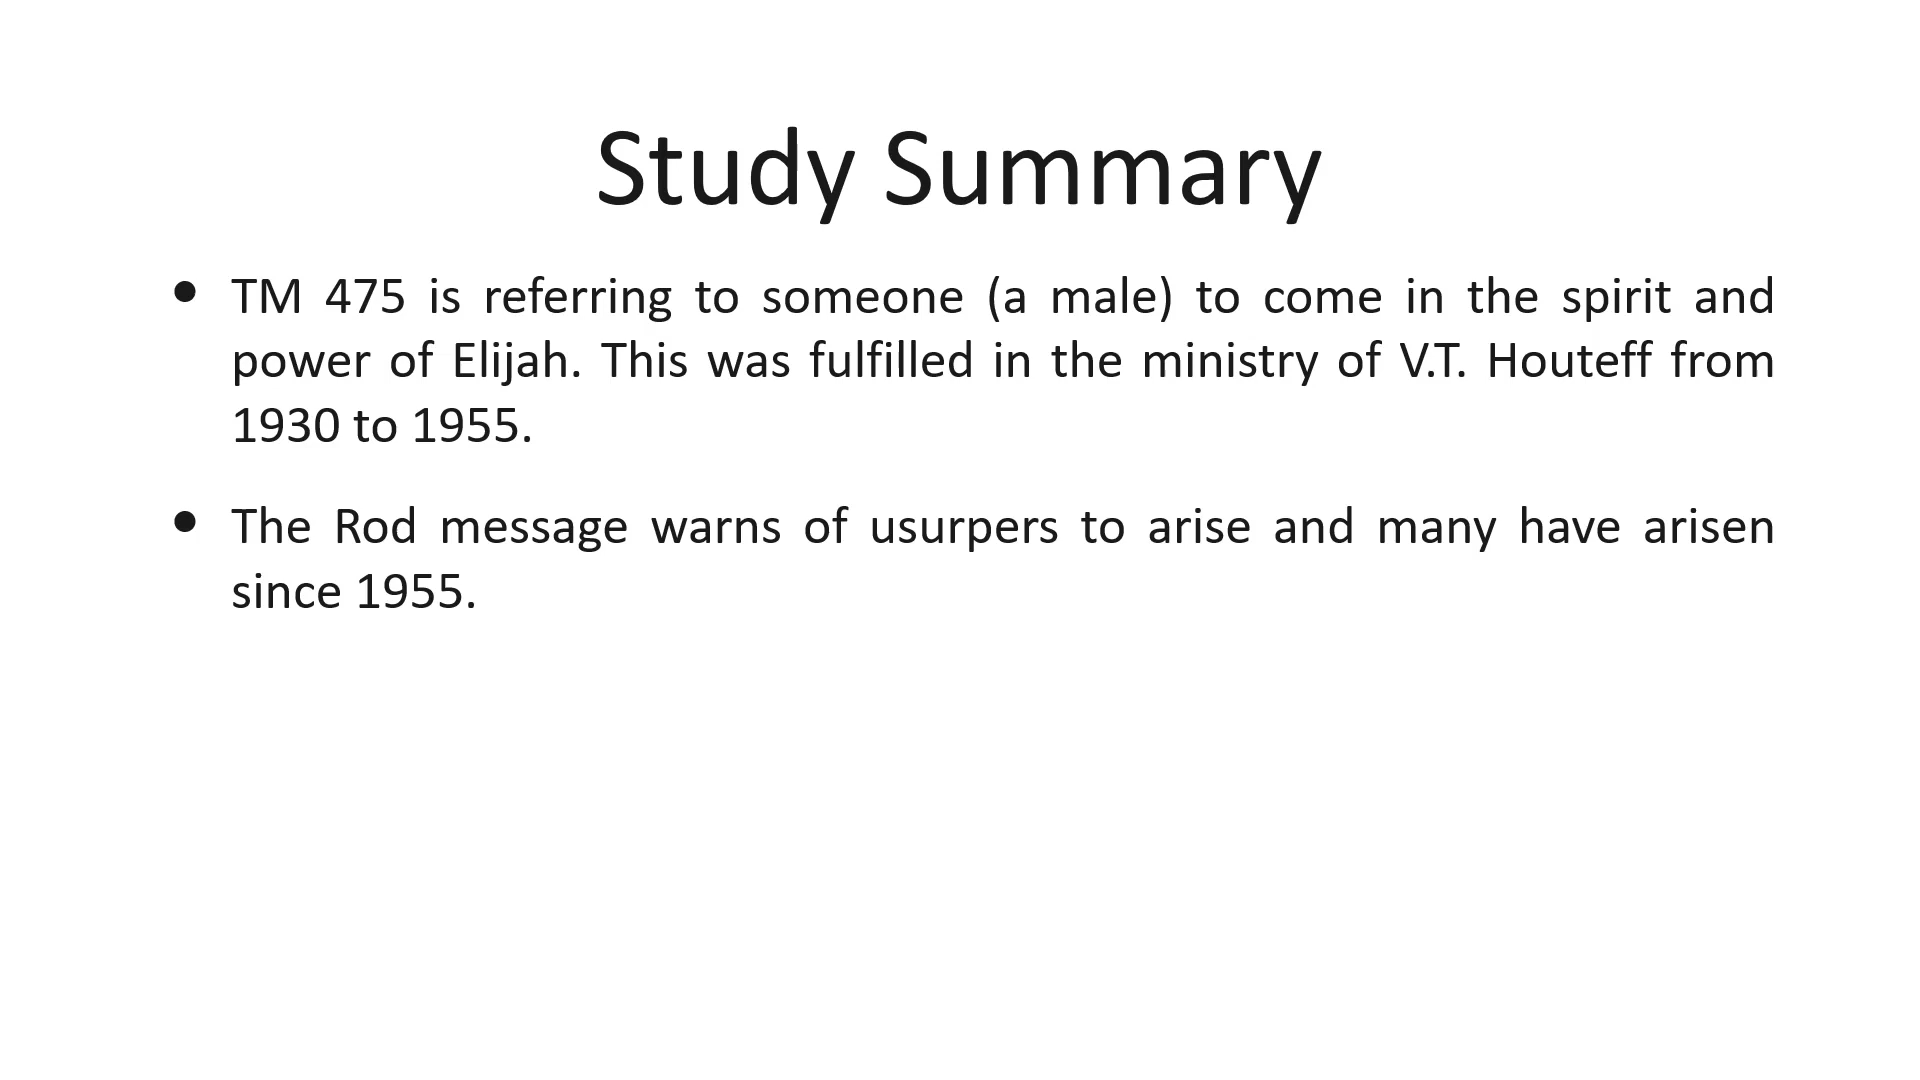 Study Summary
• TM 475 is referring to someone (a male) to come in the spirit and
power of Elijah. This was fulfilled in the ministry of V.T. Houteff from
1930 to 1955.
• The Rod message warns of usurpers to arise and many have arisen
since 1955.